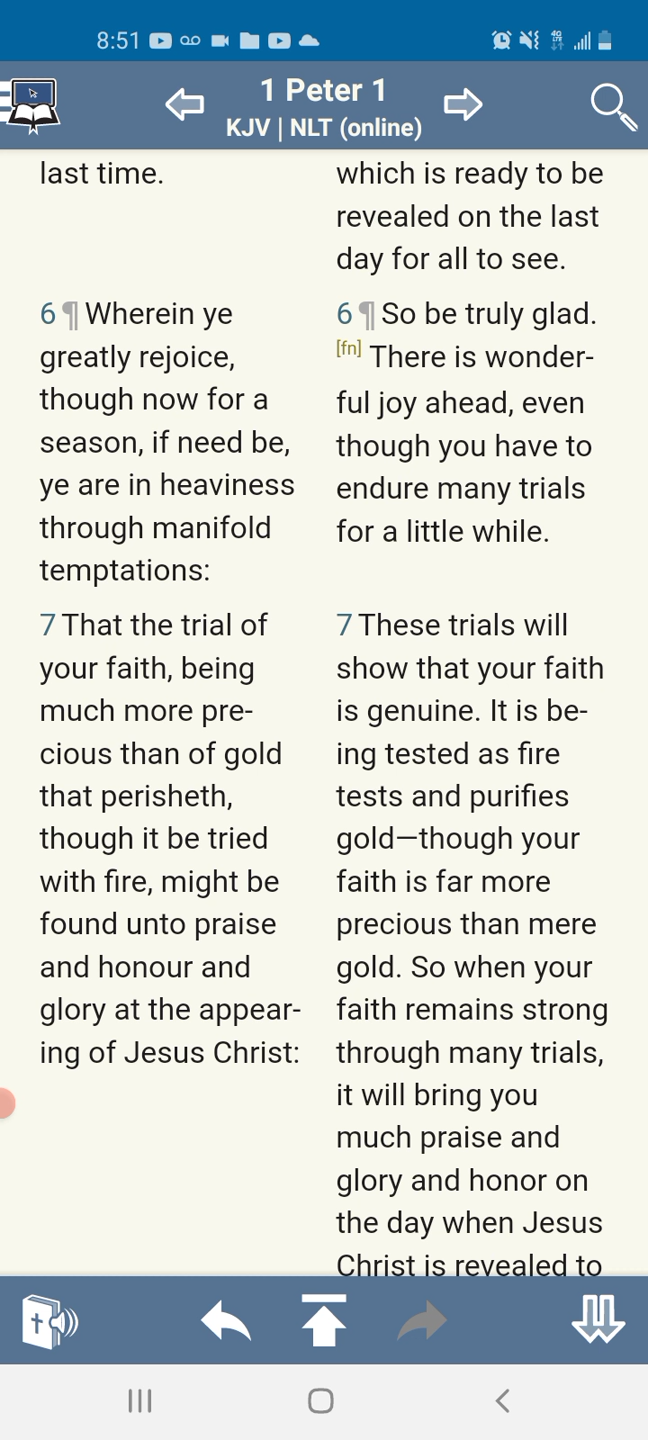 8:51
4G LTE
1 Peter 1
KJV | NLT (online)
last time.
6 ¶ Wherein ye
greatly rejoice,
though now for a
season, if need be,
ye are in heaviness
through manifold
temptations:
7 That the trial of
your faith, being
much more pre-
cious than of gold
that perisheth,
though it be tried
with fire, might be
found unto praise
and honour and
glory at the appear-
ing of Jesus Christ:
which is ready to be
revealed on the last
day for all to see.
6 ¶ So be truly glad.
[fn] There is wonder-
ful joy ahead, even
though you have to
endure many trials
for a little while.
7 These trials will
show that your faith
is genuine. It is be-
ing tested as fire
tests and purifies
gold—though your
faith is far more
precious than mere
gold. So when your
faith remains strong
through many trials,
it will bring you
much praise and
glory and honor on
the day when Jesus
Christ is revealed to